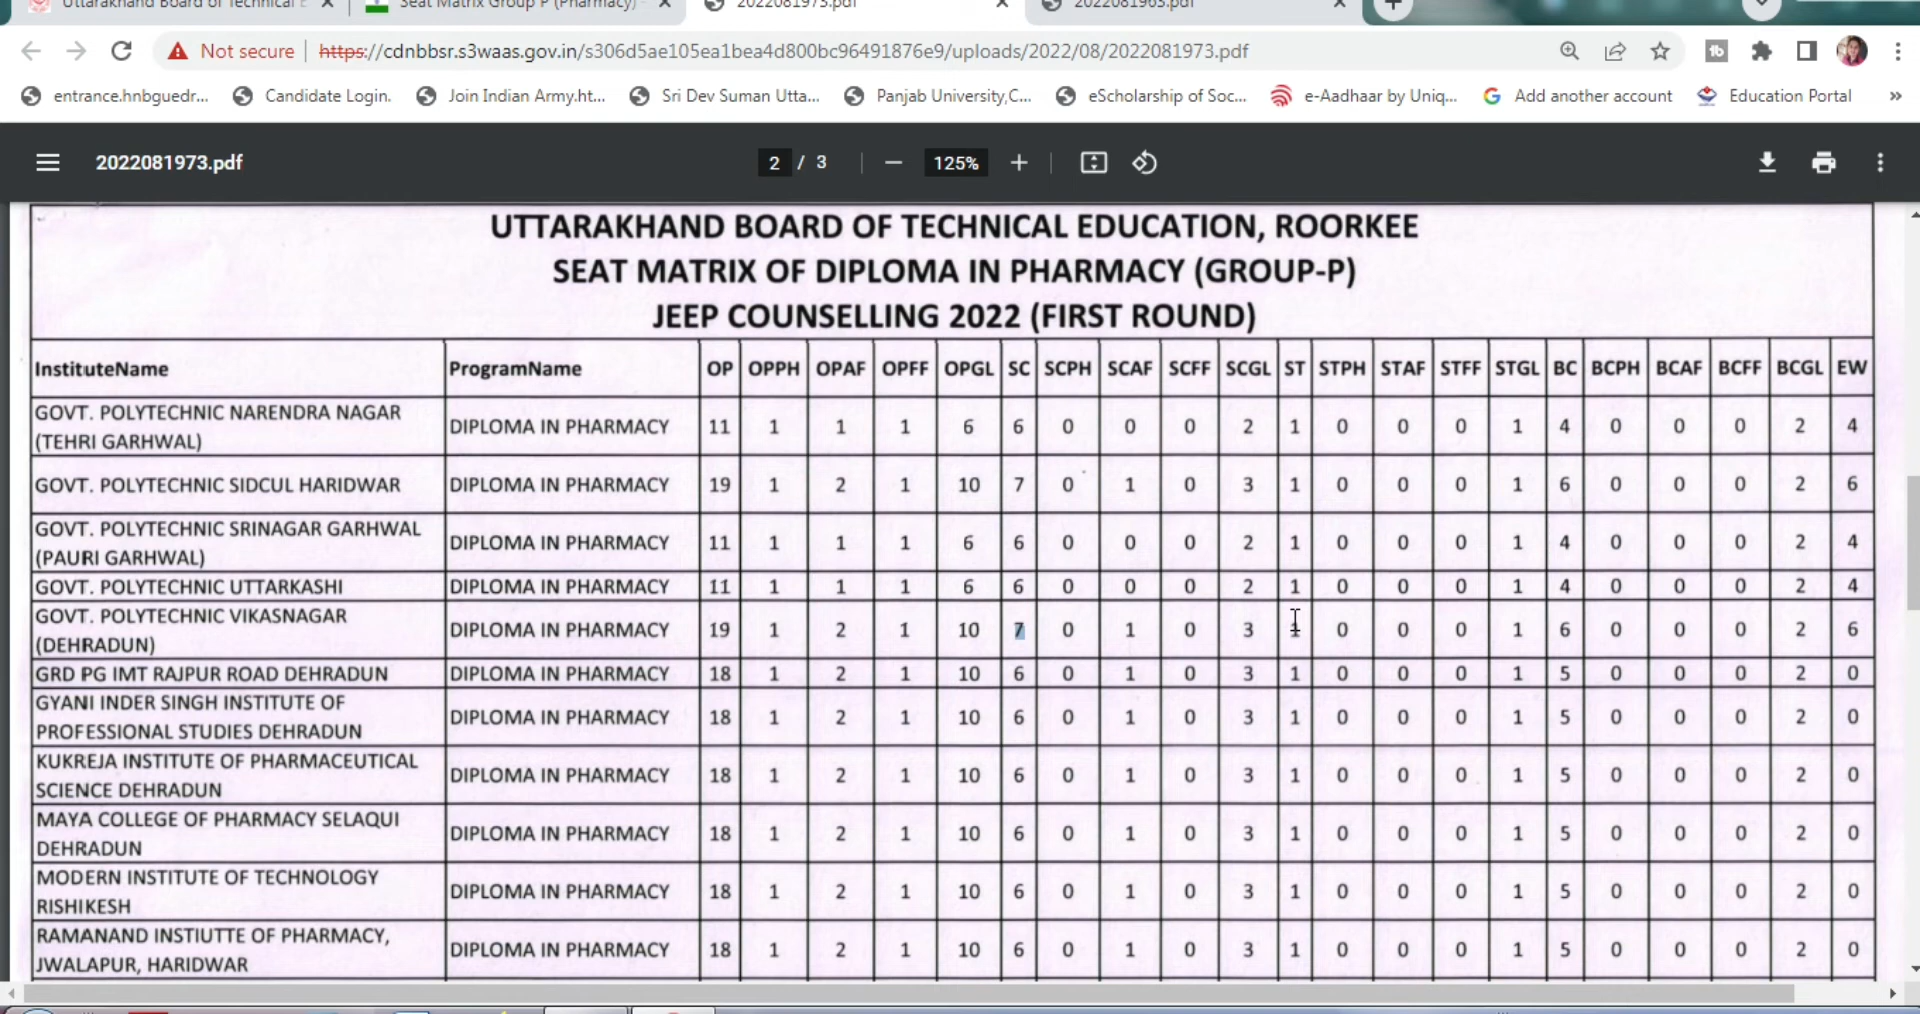 Uttarakhand Board of Technical E
Seat Matrix Group P (Pharmacy) -
2022081973.pdf
2022081963.pdf
Not secure
https://cdnbbsr.s3waas.gov.in/s306d5ae105ea1bea4d800bc96491876e9/uploads/2022/08/2022081973.pdf
entrance.hnbguedr... Candidate Login. Join Indian Army.ht... Sri Dev Suman Utta... Panjab University,C... eScholarship of Soc... e-Aadhaar by Uniq... Add another account Education Portal »
2022081973.pdf 2 / 3 125%
UTTARAKHAND BOARD OF TECHNICAL EDUCATION, ROORKEE
SEAT MATRIX OF DIPLOMA IN PHARMACY (GROUP-P)
JEEP COUNSELLING 2022 (FIRST ROUND)
InstituteName ProgramName OP OPPH OPAF OPFF OPGL SC SCPH SCAF SCFF SCGL ST STPH STAF STFF STGL BC BCPH BCAF BCFF BCGL EW
GOVT. POLYTECHNIC NARENDRA NAGAR
(TEHRI GARHWAL) DIPLOMA IN PHARMACY 11 1 1 1 6 6 0 0 0 2 1 0 0 0 1 4 0 0 0 2 4
GOVT. POLYTECHNIC SIDCUL HARIDWAR DIPLOMA IN PHARMACY 19 1 2 1 10 7 0 1 0 3 1 0 0 0 1 6 0 0 0 2 6
GOVT. POLYTECHNIC SRINAGAR GARHWAL
(PAURI GARHWAL) DIPLOMA IN PHARMACY 11 1 1 1 6 6 0 0 0 2 1 0 0 0 1 4 0 0 0 2 4
GOVT. POLYTECHNIC UTTARKASHI DIPLOMA IN PHARMACY 11 1 1 1 6 6 0 0 0 2 1 0 0 0 1 4 0 0 0 2 4
GOVT. POLYTECHNIC VIKASNAGAR
(DEHRADUN) DIPLOMA IN PHARMACY 19 1 2 1 10 7 0 1 0 3 1 0 0 0 1 6 0 0 0 2 6
GRD PG IMT RAJPUR ROAD DEHRADUN DIPLOMA IN PHARMACY 18 1 2 1 10 6 0 1 0 3 1 0 0 0 1 5 0 0 0 2 0
GYANI INDER SINGH INSTITUTE OF
PROFESSIONAL STUDIES DEHRADUN DIPLOMA IN PHARMACY 18 1 2 1 10 6 0 1 0 3 1 0 0 0 1 5 0 0 0 2 0
KUKREJA INSTITUTE OF PHARMACEUTICAL
SCIENCE DEHRADUN DIPLOMA IN PHARMACY 18 1 2 1 10 6 0 1 0 3 1 0 0 0 1 5 0 0 0 2 0
MAYA COLLEGE OF PHARMACY SELAQUI
DEHRADUN DIPLOMA IN PHARMACY 18 1 2 1 10 6 0 1 0 3 1 0 0 0 1 5 0 0 0 2 0
MODERN INSTITUTE OF TECHNOLOGY
RISHIKESH DIPLOMA IN PHARMACY 18 1 2 1 10 6 0 1 0 3 1 0 0 0 1 5 0 0 0 2 0
RAMANAND INSTIUTTE OF PHARMACY,
JWALAPUR, HARIDWAR DIPLOMA IN PHARMACY 18 1 2 1 10 6 0 1 0 3 1 0 0 0 1 5 0 0 0 2 0